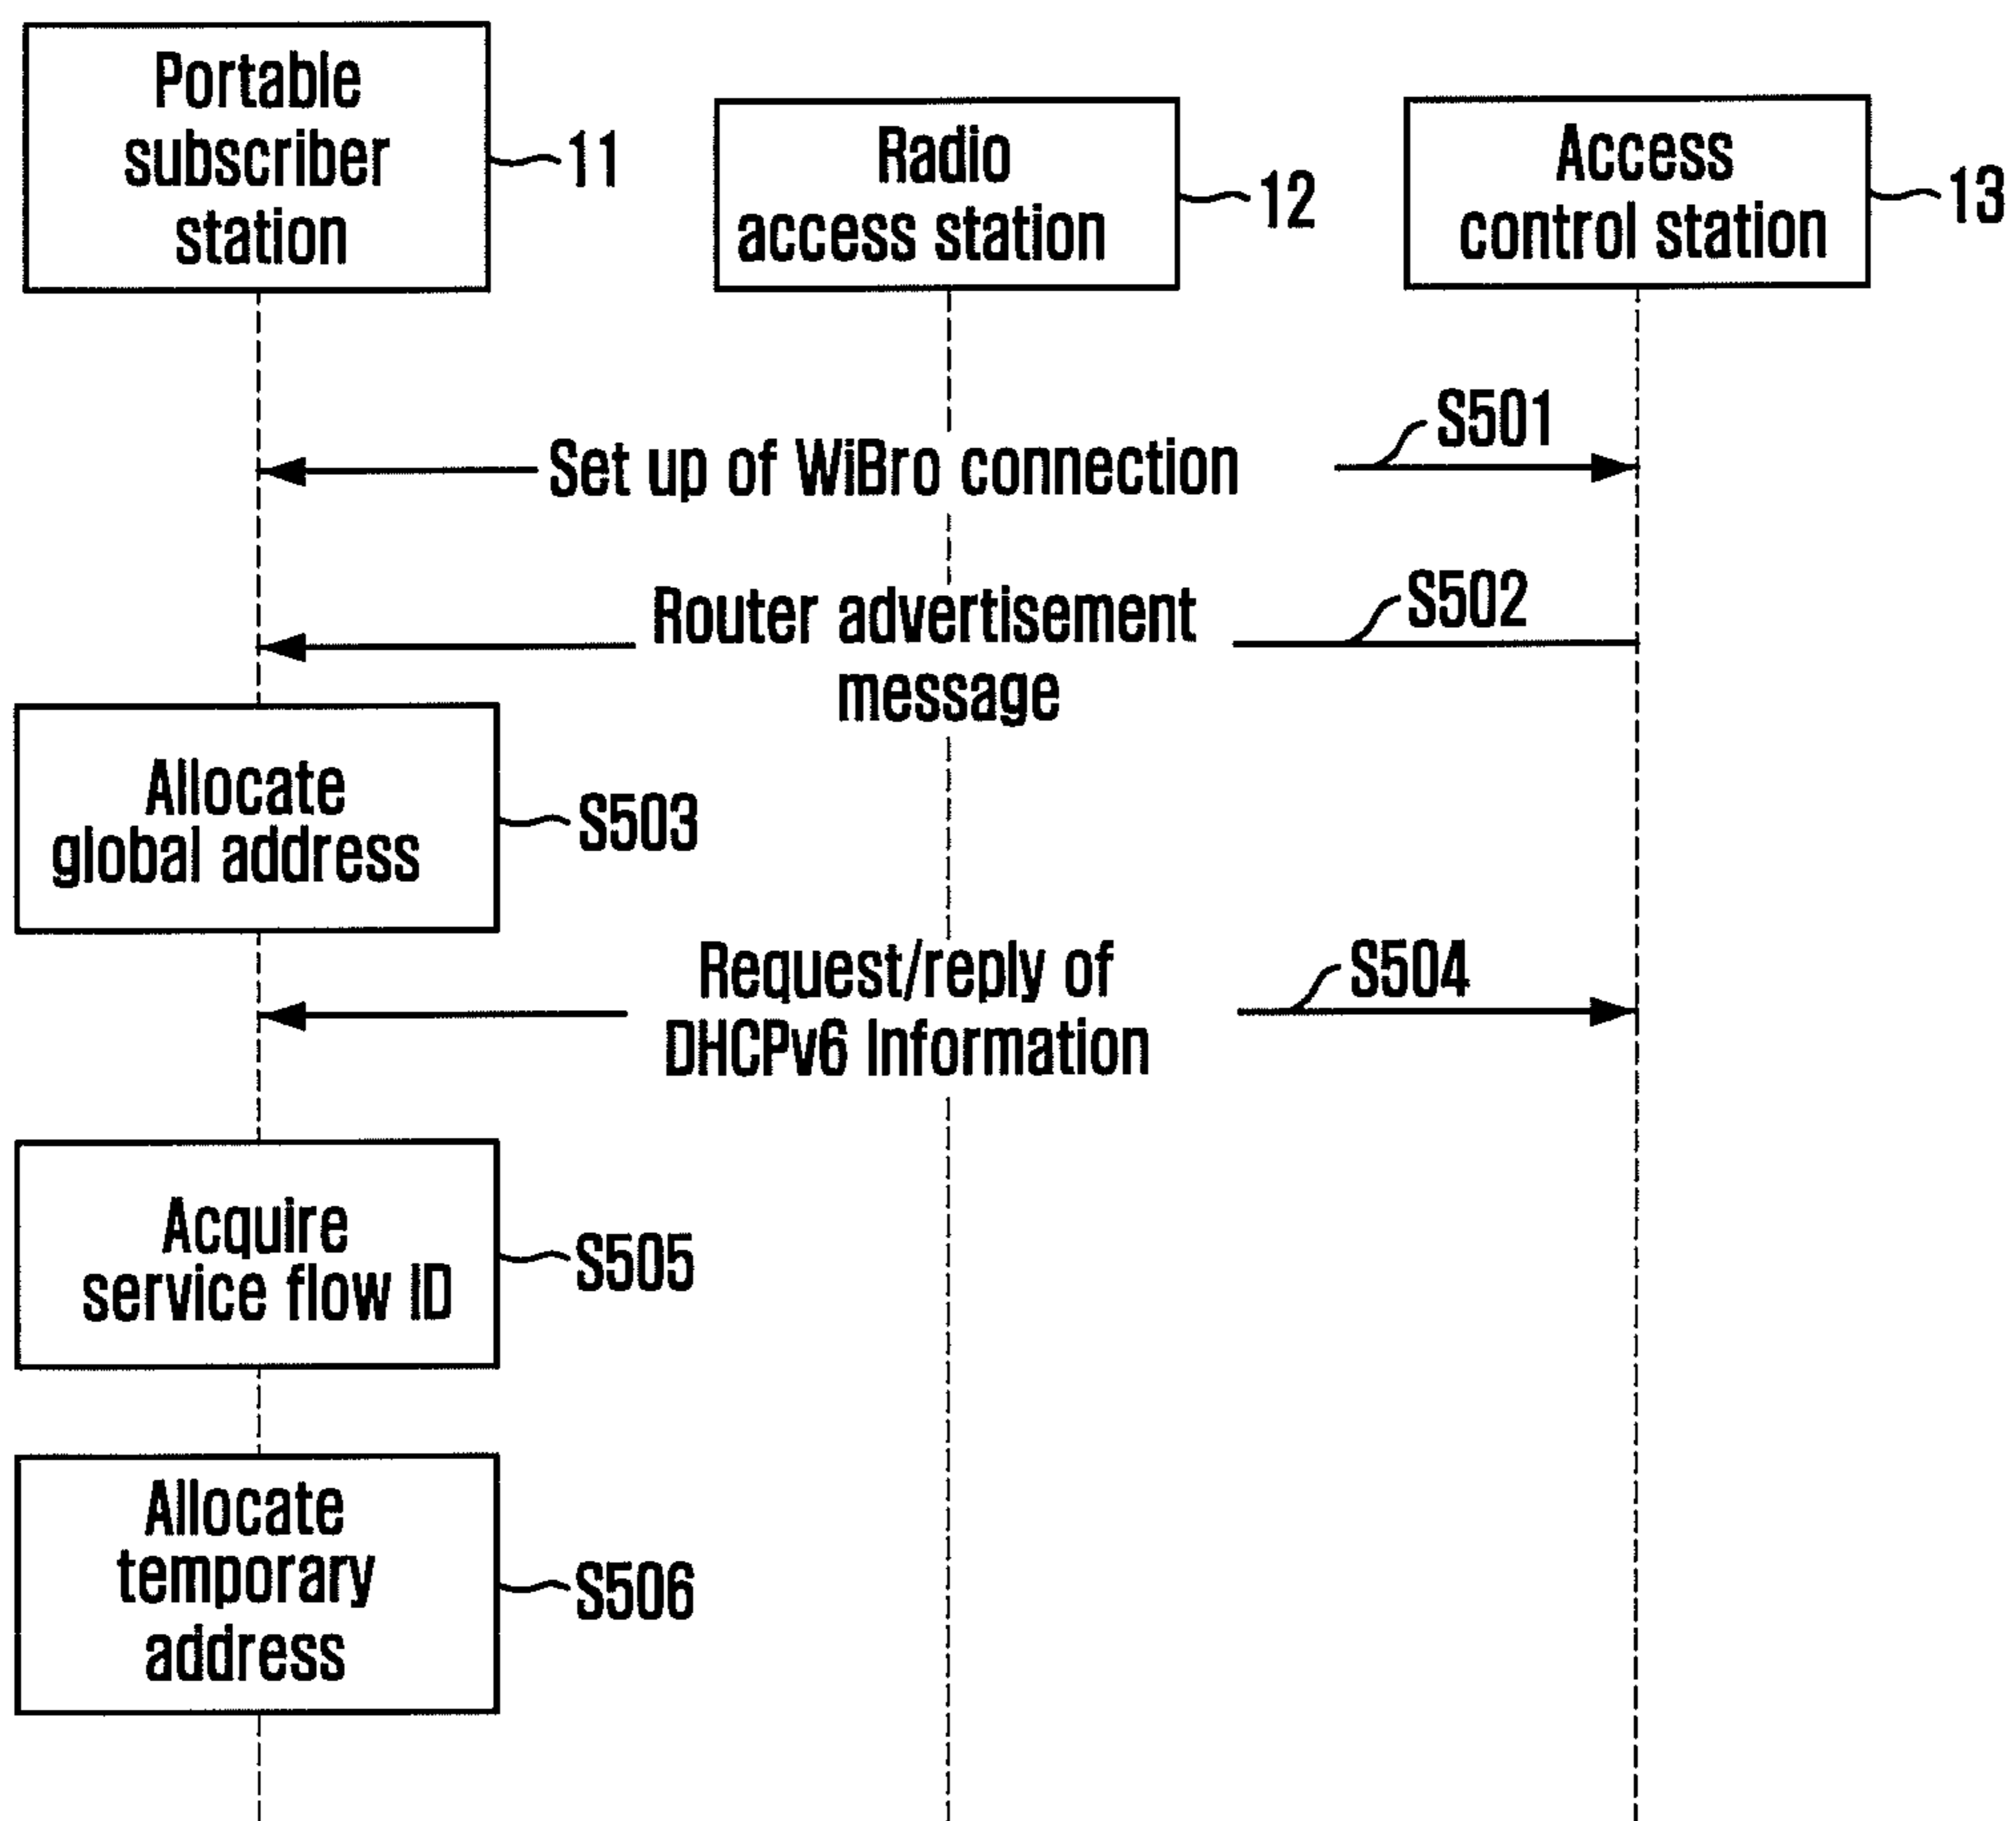 Portable
subscriber
station
11
Radio
access station
12
Access
control station
13
S501
Set up of WiBro connection
S502
Router advertisement
message
Allocate
global address
S503
Request/reply of
DHCPv6 Information
S504
Acquire
service flow ID
S505
Allocate
temporary
address
S506